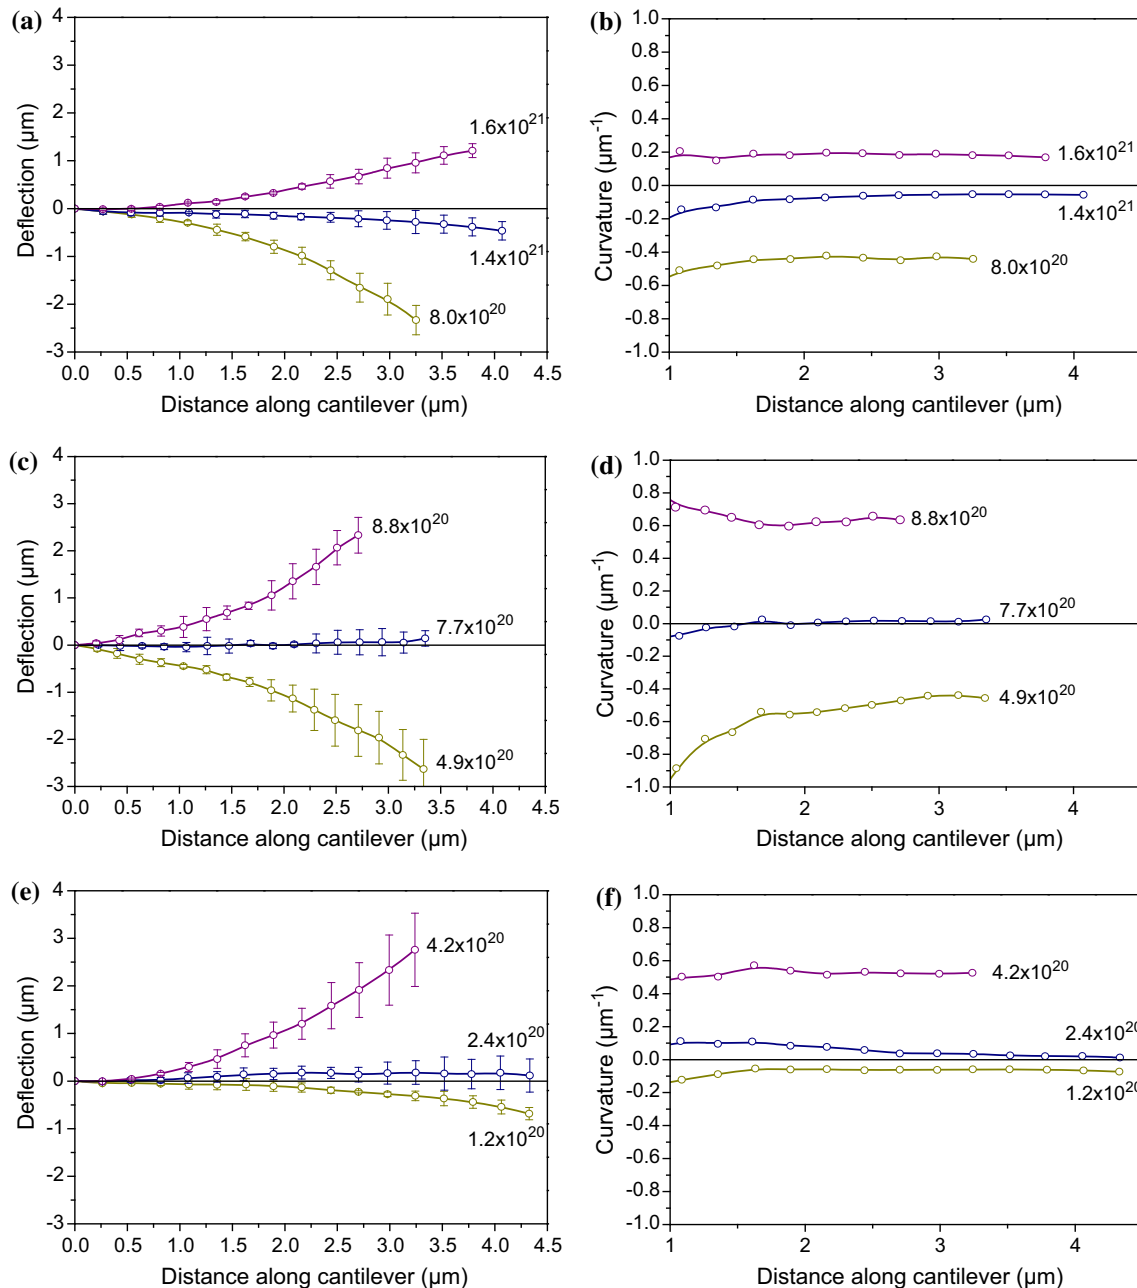 (a)
4
3
2
1
0
-1
-2
-3
Deflection (µm)
1.6x10^21
1.4x10^21
8.0x10^20
0.0 0.5 1.0 1.5 2.0 2.5 3.0 3.5 4.0 4.5
Distance along cantilever (µm)
(b)
1.0
0.8
0.6
0.4
0.2
0.0
-0.2
-0.4
-0.6
-0.8
-1.0
Curvature (µm-1)
1.6x10^21
1.4x10^21
8.0x10^20
1 2 3 4
Distance along cantilever (µm)
(c)
4
3
2
1
0
-1
-2
-3
Deflection (µm)
8.8x10^20
7.7x10^20
4.9x10^20
0.0 0.5 1.0 1.5 2.0 2.5 3.0 3.5 4.0 4.5
Distance along cantilever (µm)
(d)
1.0
0.8
0.6
0.4
0.2
0.0
-0.2
-0.4
-0.6
-0.8
-1.0
Curvature (µm-1)
8.8x10^20
7.7x10^20
4.9x10^20
1 2 3 4
Distance along cantilever (µm)
(e)
4
3
2
1
0
-1
-2
-3
Deflection (µm)
4.2x10^20
2.4x10^20
1.2x10^20
0.0 0.5 1.0 1.5 2.0 2.5 3.0 3.5 4.0 4.5
Distance along cantilever (µm)
(f)
1.0
0.8
0.6
0.4
0.2
0.0
-0.2
-0.4
-0.6
-0.8
-1.0
Curvature (µm-1)
4.2x10^20
2.4x10^20
1.2x10^20
1 2 3 4
Distance along cantilever (µm)